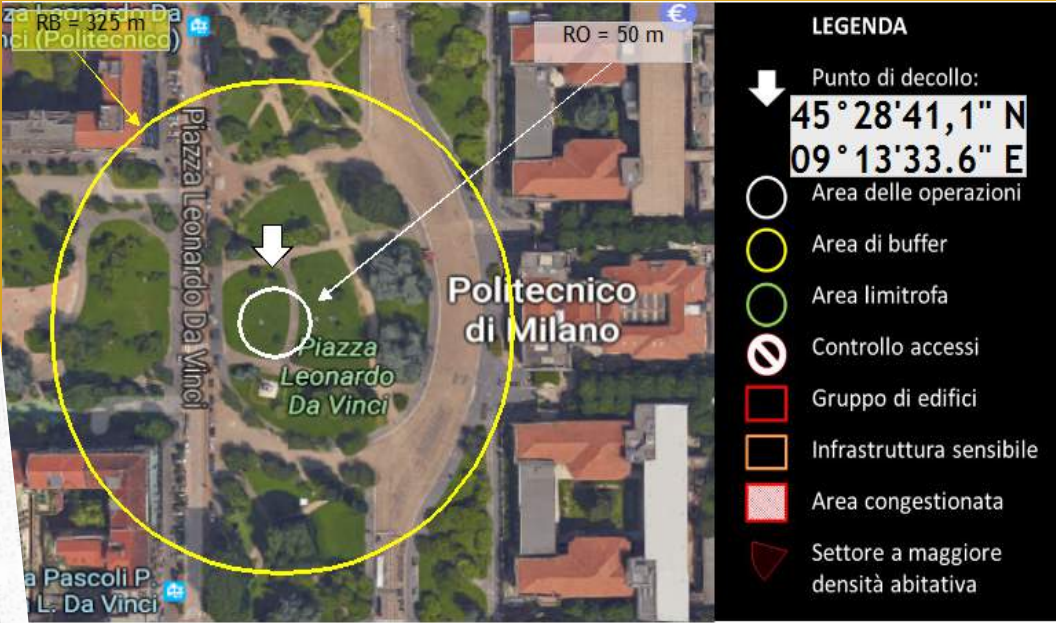 za Leonardo Da
nci (Politecnico)
RB = 325 m
€
RO = 50 m
Piazza Leonardo Da Vinci
Politecnico
di Milano
Piazza
Leonardo
Da Vinci
a Pascoli P.
L. Da Vinci
LEGENDA
Punto di decollo:
45°28'41,1" N
09°13'33.6" E
Area delle operazioni
Area di buffer
Area limitrofa
Controllo accessi
Gruppo di edifici
Infrastruttura sensibile
Area congestionata
Settore a maggiore
densità abitativa